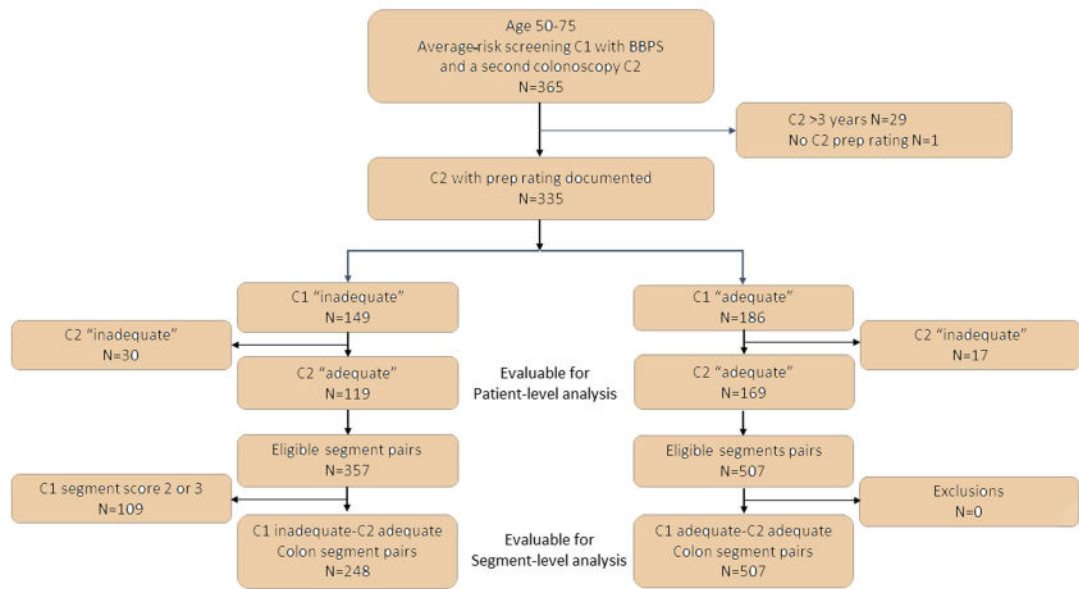 Age 50-75
Average-risk screening C1 with BBPS
and a second colonoscopy C2
N=365
C2 >3 years N=29
No C2 prep rating N=1
C2 with prep rating documented
N=335
C1 “inadequate”
N=149
C1 “adequate”
N=186
C2 “inadequate”
N=30
C2 “inadequate”
N=17
C2 “adequate”
N=119
Evaluable for
Patient-level analysis
C2 “adequate”
N=169
Eligible segment pairs
N=357
Eligible segments pairs
N=507
C1 segment score 2 or 3
N=109
Exclusions
N=0
C1 inadequate-C2 adequate
Colon segment pairs
N=248
Evaluable for
Segment-level analysis
C1 adequate-C2 adequate
Colon segment pairs
N=507